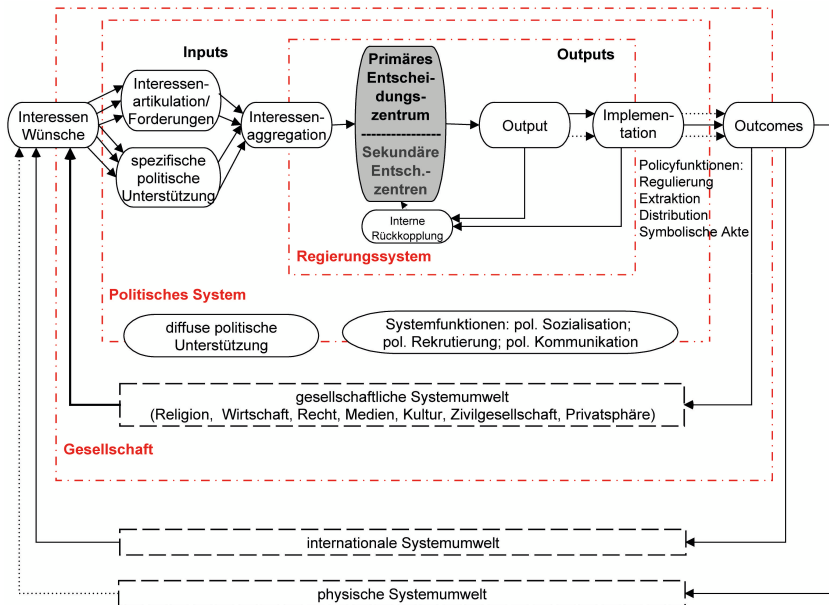 Inputs
Outputs
Interessen
Wünsche
Interessen-
artikulation/
Forderungen
spezifische
politische
Unterstützung
Interessen-
aggregation
Primäres
Entschei-
dungs-
zentrum
Sekundäre
Entsch.-
zentren
Output
Implemen-
tation
Outcomes
Interne
Rückkopplung
Policyfunktionen:
Regulierung
Extraktion
Distribution
Symbolische Akte
Regierungssystem
Politisches System
diffuse politische
Unterstützung
Systemfunktionen: pol. Sozialisation;
pol. Rekrutierung; pol. Kommunikation
gesellschaftliche Systemumwelt
(Religion, Wirtschaft, Recht, Medien, Kultur, Zivilgesellschaft, Privatsphäre)
Gesellschaft
internationale Systemumwelt
physische Systemumwelt